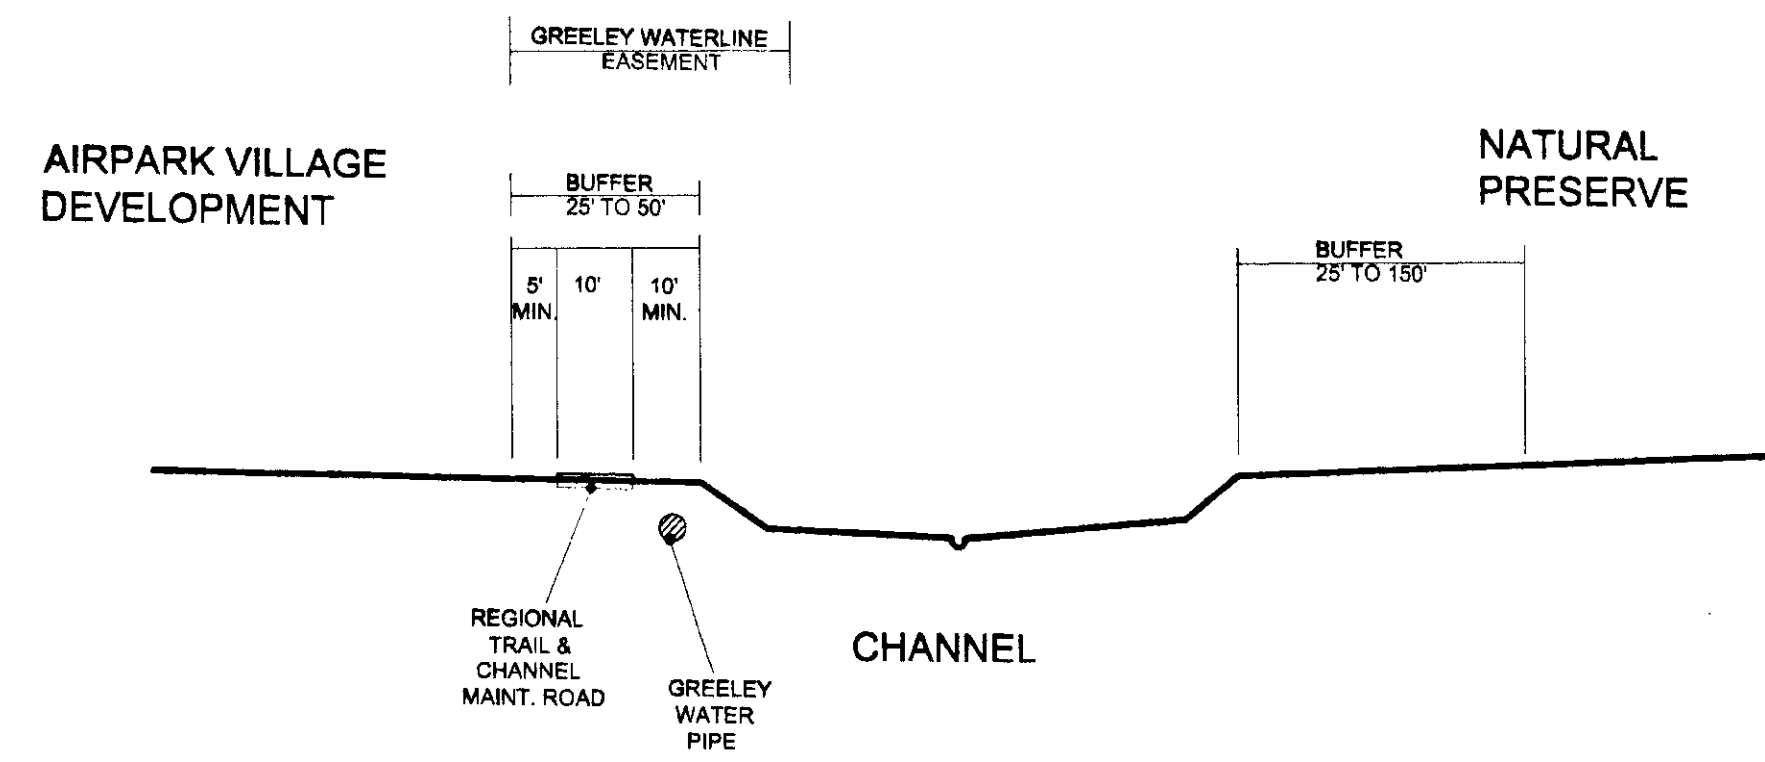 GREELEY WATERLINE
EASEMENT
AIRPARK VILLAGE
DEVELOPMENT
NATURAL
PRESERVE
BUFFER
25' TO 50'
BUFFER
25' TO 150'
5'
MIN.
10'
10'
MIN.
REGIONAL
TRAIL &
CHANNEL
MAINT. ROAD
CHANNEL
GREELEY
WATER
PIPE